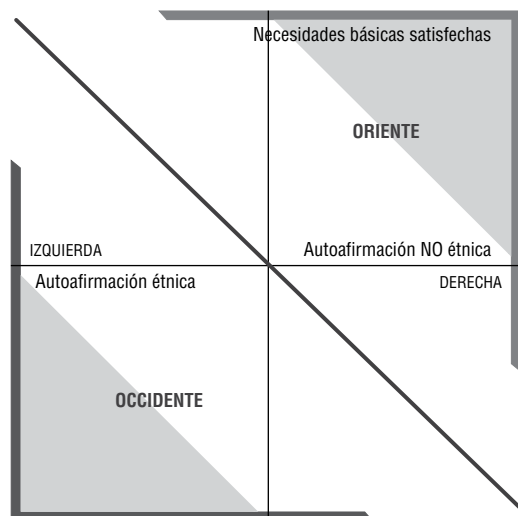 Necesidades básicas satisfechas
ORIENTE
IZQUIERDA
Autoafirmación NO étnica
Autoafirmación étnica
DERECHA
OCCIDENTE